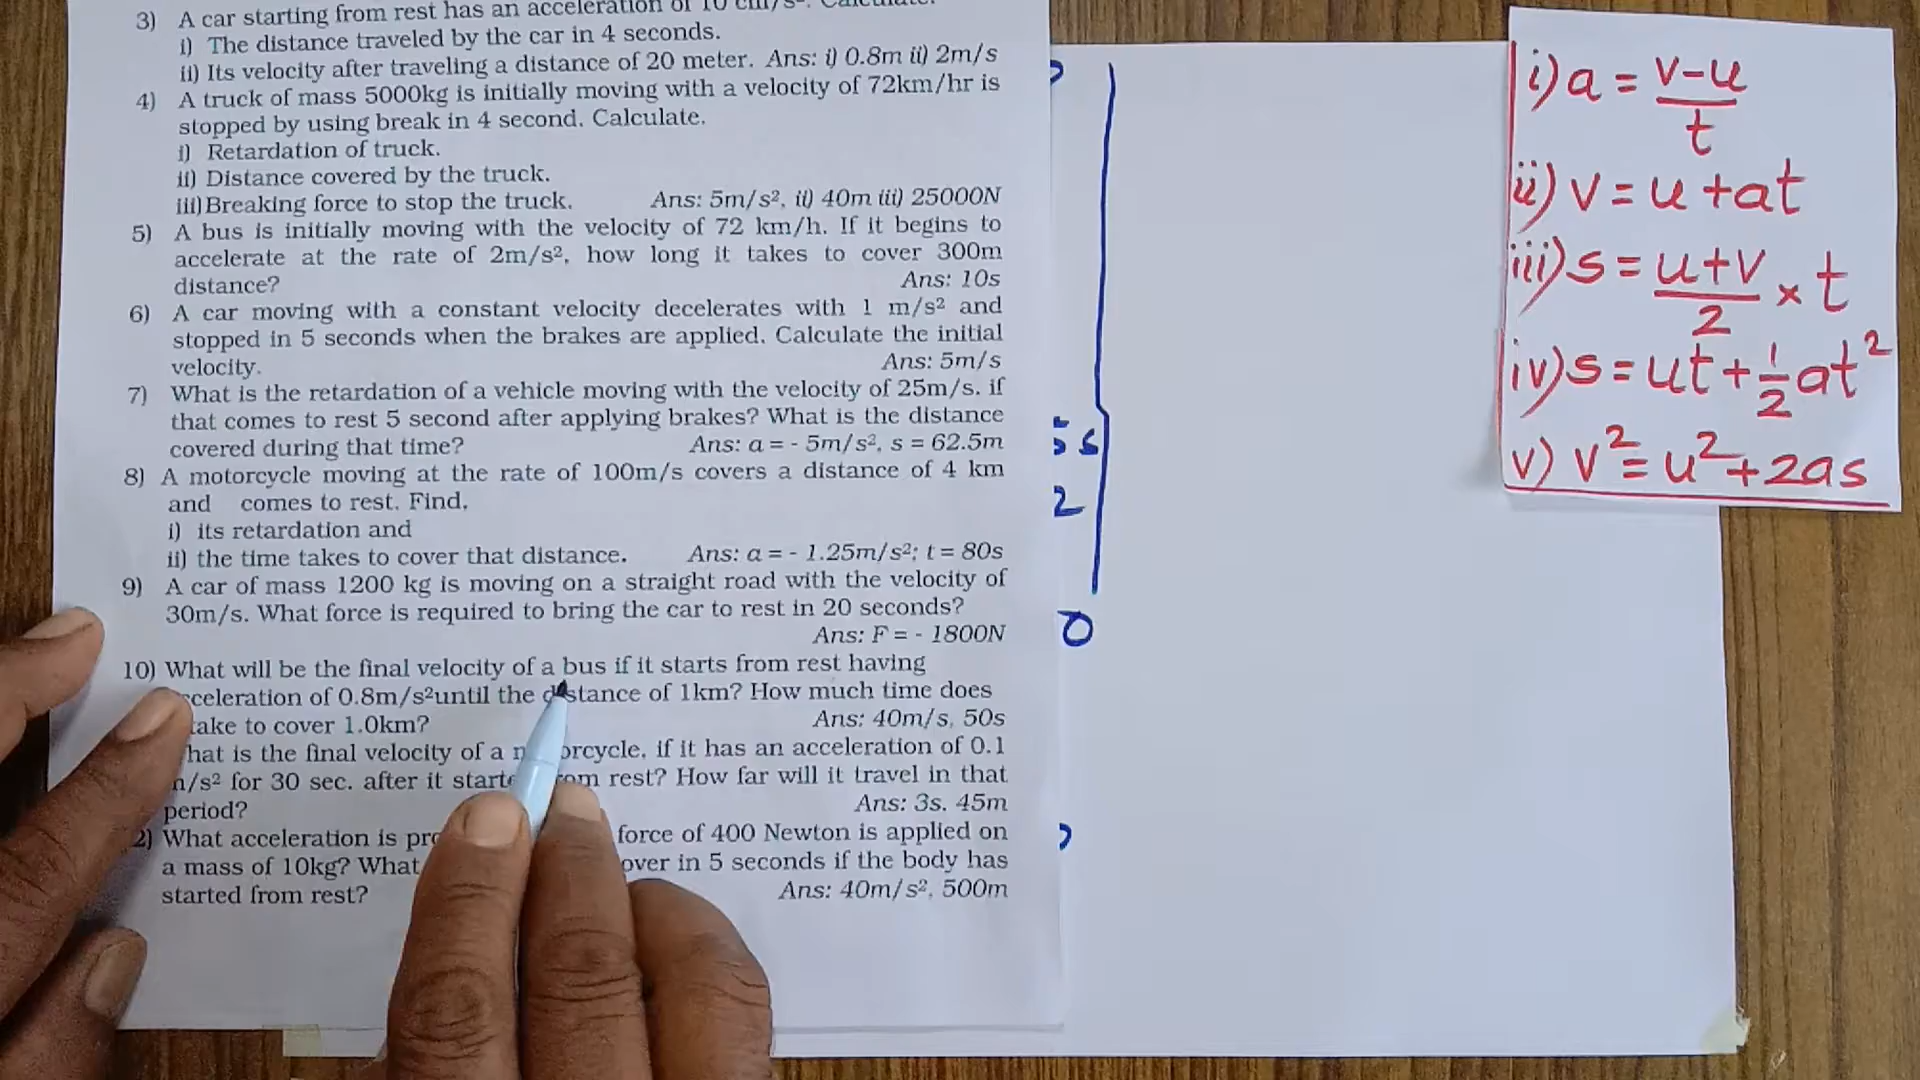 3) A car starting from rest has an acceleration of 10 cm/s². Calculate.
i) The distance traveled by the car in 4 seconds.
ii) Its velocity after traveling a distance of 20 meter. Ans: i) 0.8m ii) 2m/s
4) A truck of mass 5000kg is initially moving with a velocity of 72km/hr is
stopped by using break in 4 second. Calculate.
i) Retardation of truck.
ii) Distance covered by the truck.
iii) Breaking force to stop the truck. Ans: 5m/s², ii) 40m iii) 25000N
5) A bus is initially moving with the velocity of 72 km/h. If it begins to
accelerate at the rate of 2m/s², how long it takes to cover 300m
distance? Ans: 10s
6) A car moving with a constant velocity decelerates with 1 m/s² and
stopped in 5 seconds when the brakes are applied. Calculate the initial
velocity. Ans: 5m/s
7) What is the retardation of a vehicle moving with the velocity of 25m/s. if
that comes to rest 5 second after applying brakes? What is the distance
covered during that time? Ans: a = - 5m/s², s = 62.5m
8) A motorcycle moving at the rate of 100m/s covers a distance of 4 km
and comes to rest. Find,
i) its retardation and
ii) the time takes to cover that distance. Ans: a = - 1.25m/s²; t = 80s
9) A car of mass 1200 kg is moving on a straight road with the velocity of
30m/s. What force is required to bring the car to rest in 20 seconds?
Ans: F = - 1800N
10) What will be the final velocity of a bus if it starts from rest having
cceleration of 0.8m/s²until the distance of 1km? How much time does
take to cover 1.0km? Ans: 40m/s, 50s
hat is the final velocity of a m orcycle, if it has an acceleration of 0.1
m/s² for 30 sec. after it starte from rest? How far will it travel in that
period? Ans: 3s. 45m
2) What acceleration is pr force of 400 Newton is applied on
a mass of 10kg? What over in 5 seconds if the body has
started from rest? Ans: 40m/s², 500m
5 s
2
0
i) a = v-u / t
ii) v = u + at
iii) s = u+v / 2 × t
iv) s = ut + 1/2 at²
v) v² = u² + 2as